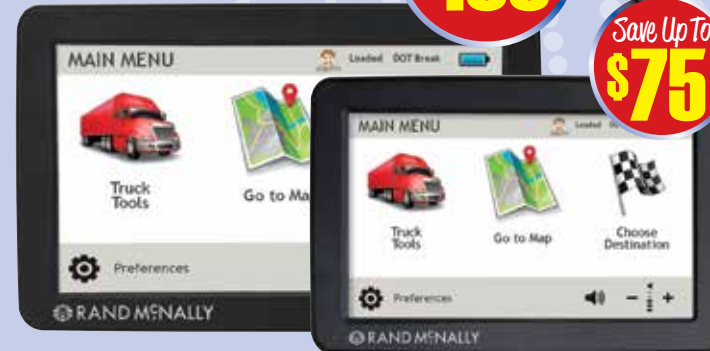 Save Up To
$75
MAIN MENU
Loaded DOT Break
Truck
Tools
Go to Ma
Preferences
RAND MCNALLY
MAIN MENU
Loaded
Truck
Tools
Go to Map
Choose
Destination
Preferences
- +
RAND MCNALLY